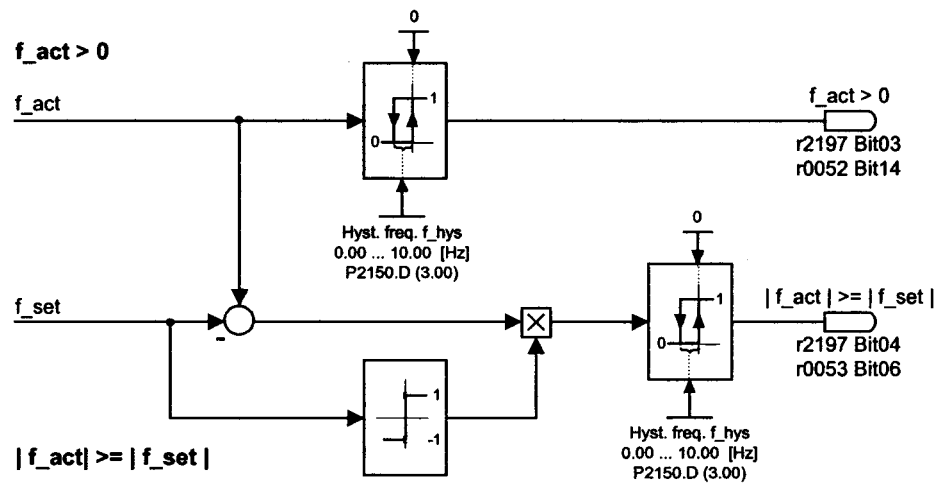 0
f_act > 0
f_act
1
0
f_act > 0
r2197 Bit03
r0052 Bit14
Hyst. freq. f_hys
0.00 ... 10.00 [Hz]
P2150.D (3.00)
0
f_set
-
1
0
| f_act | >= | f_set |
r2197 Bit04
r0053 Bit06
1
-1
Hyst. freq. f_hys
0.00 ... 10.00 [Hz]
P2150.D (3.00)
| f_act| >= | f_set |